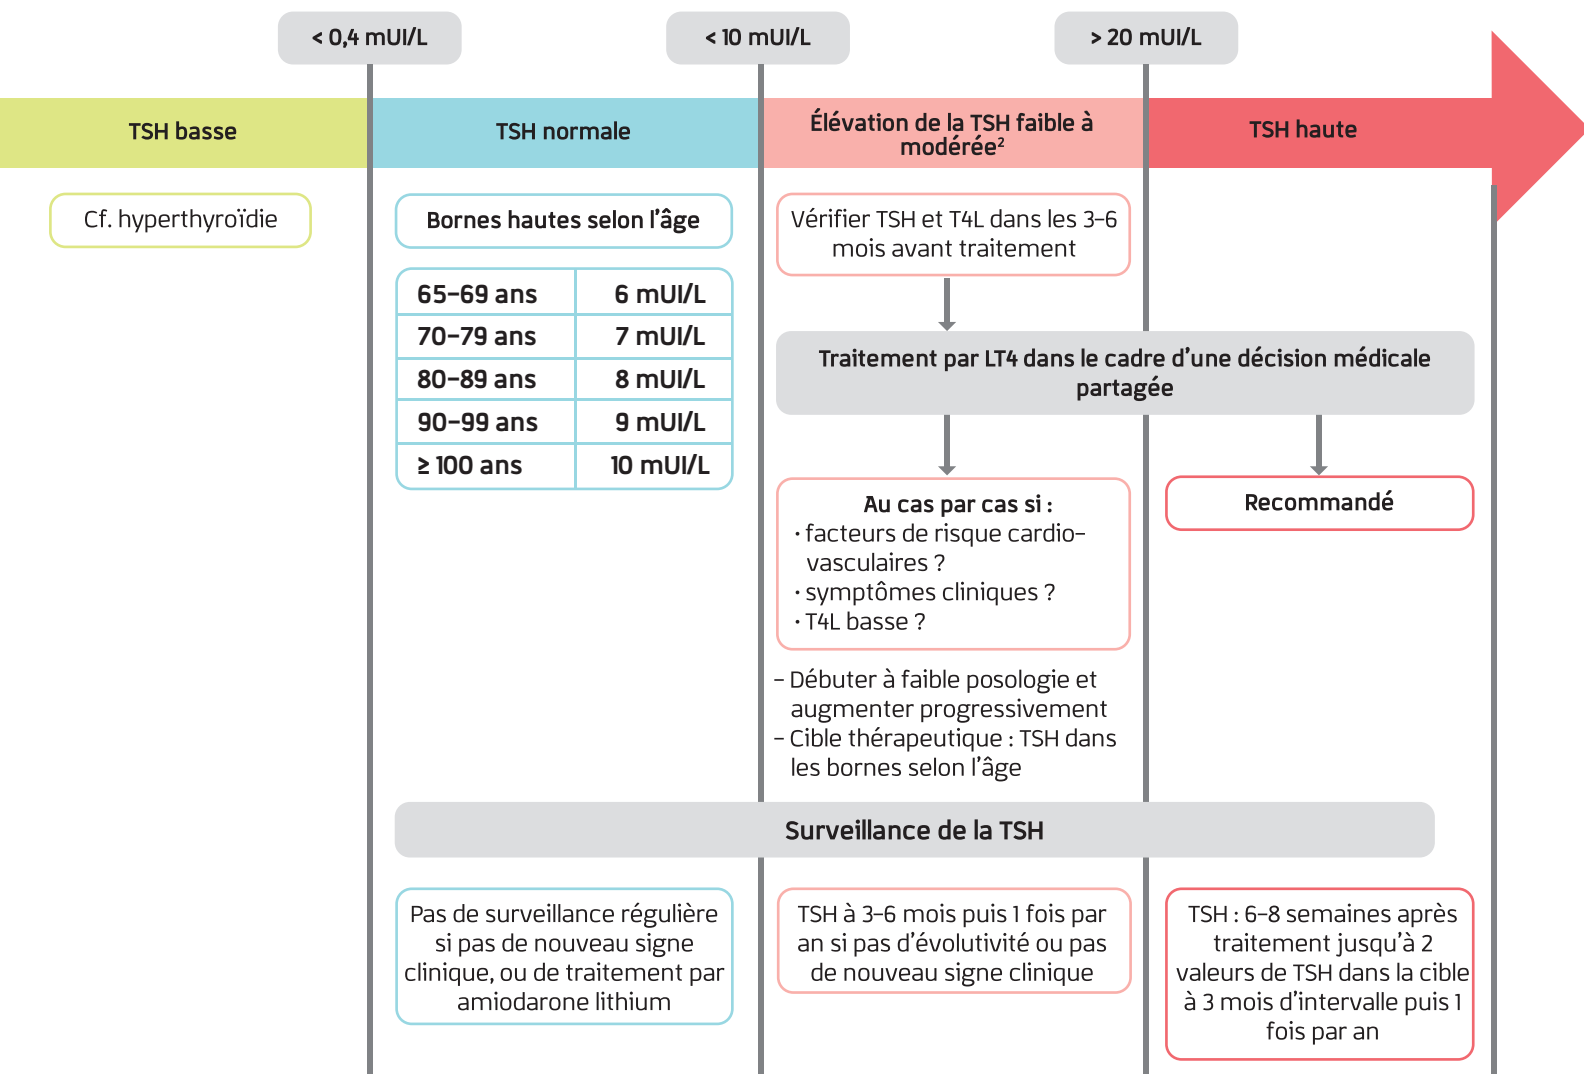 < 0,4 mUI/L
< 10 mUI/L
> 20 mUI/L
TSH basse
TSH normale
Élévation de la TSH faible à
modérée²
TSH haute
Cf. hyperthyroïdie
Bornes hautes selon l'âge
65-69 ans 6 mUI/L
70-79 ans 7 mUI/L
80-89 ans 8 mUI/L
90-99 ans 9 mUI/L
≥ 100 ans 10 mUI/L
Vérifier TSH et T4L dans les 3-6
mois avant traitement
Traitement par LT4 dans le cadre d'une décision médicale
partagée
Au cas par cas si :
· facteurs de risque cardio-
vasculaires ?
· symptômes cliniques ?
· T4L basse ?
Recommandé
- Débuter à faible posologie et
augmenter progressivement
- Cible thérapeutique : TSH dans
les bornes selon l'âge
Surveillance de la TSH
Pas de surveillance régulière
si pas de nouveau signe
clinique, ou de traitement par
amiodarone lithium
TSH à 3-6 mois puis 1 fois par
an si pas d'évolutivité ou pas
de nouveau signe clinique
TSH : 6-8 semaines après
traitement jusqu'à 2
valeurs de TSH dans la cible
à 3 mois d'intervalle puis 1
fois par an